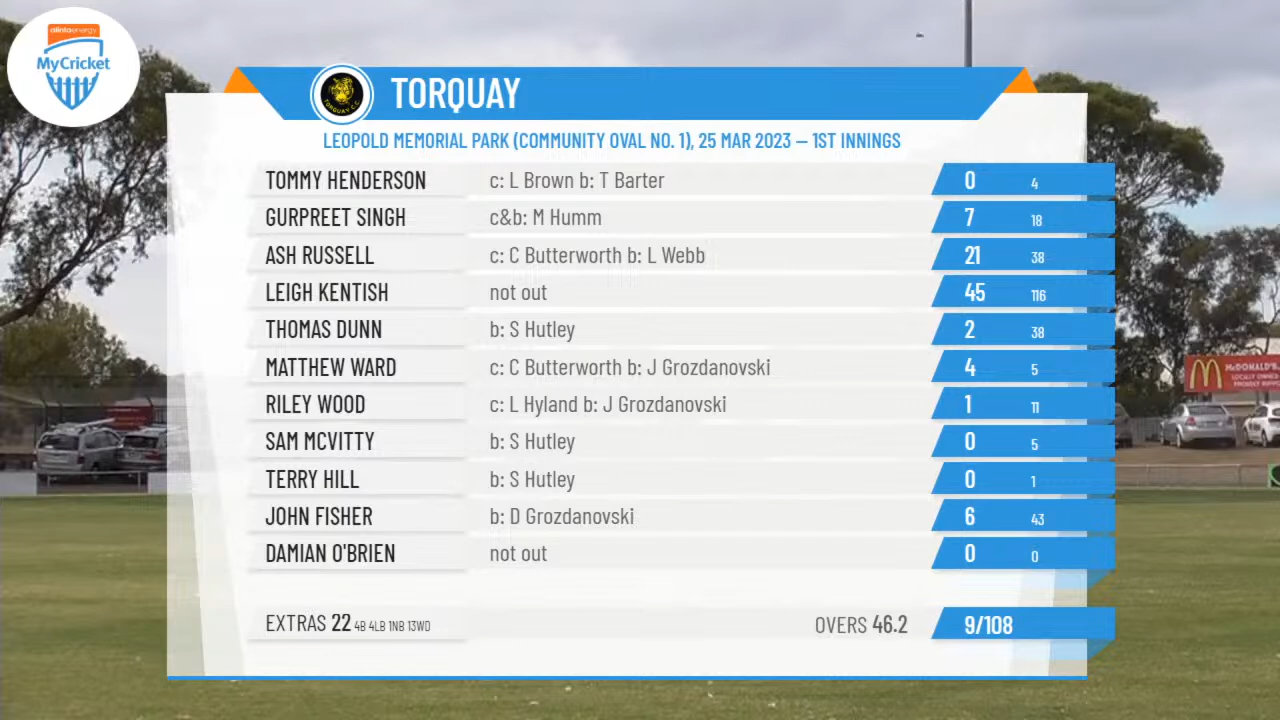 alintaenergy
MyCricket
TORQUAY C.C.
TORQUAY
LEOPOLD MEMORIAL PARK (COMMUNITY OVAL NO. 1), 25 MAR 2023 – 1ST INNINGS
TOMMY HENDERSON c: L Brown b: T Barter 0 4
GURPREET SINGH c&b: M Humm 7 18
ASH RUSSELL c: C Butterworth b: L Webb 21 38
LEIGH KENTISH not out 45 116
THOMAS DUNN b: S Hutley 2 38
MATTHEW WARD c: C Butterworth b: J Grozdanovski 4 5
RILEY WOOD c: L Hyland b: J Grozdanovski 1 11
SAM MCVITTY b: S Hutley 0 5
TERRY HILL b: S Hutley 0 1
JOHN FISHER b: D Grozdanovski 6 43
DAMIAN O'BRIEN not out 0 0
EXTRAS 22 4B 4LB 1NB 13WD OVERS 46.2 9/108
McDONALD'S
LOCALLY OWNED